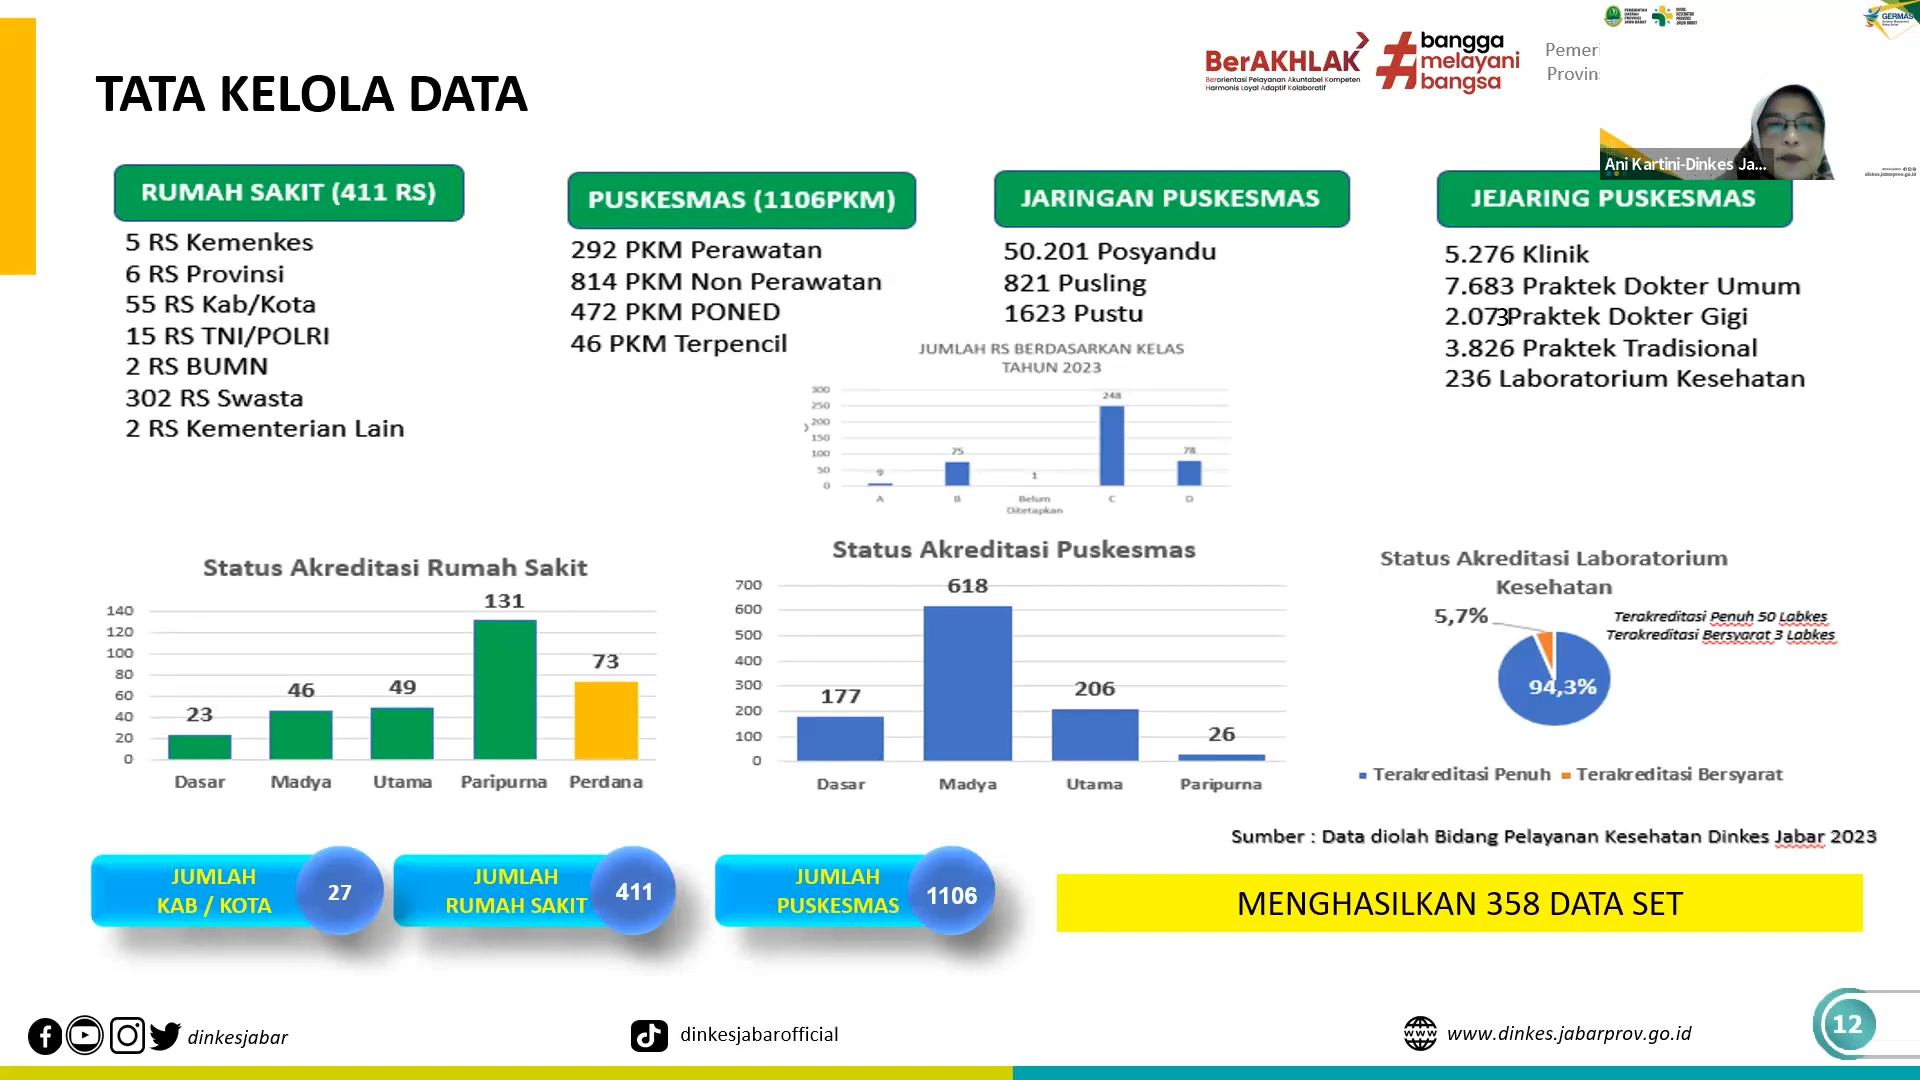 TATA KELOLA DATA
BerAKHLAK
Berorientasi Pelayanan Akuntabel Kompeten
Harmonis Loyal Adaptif Kolaboratif
#bangga
melayani
bangsa
Pemeri
Provin
GERMAS
Ani Kartini-Dinkes Ja...
RUMAH SAKIT (411 RS)
5 RS Kemenkes
6 RS Provinsi
55 RS Kab/Kota
15 RS TNI/POLRI
2 RS BUMN
302 RS Swasta
2 RS Kementerian Lain
PUSKESMAS (1106PKM)
292 PKM Perawatan
814 PKM Non Perawatan
472 PKM PONED
46 PKM Terpencil
JARINGAN PUSKESMAS
50.201 Posyandu
821 Pusling
1623 Pustu
JEJARING PUSKESMAS
5.276 Klinik
7.683 Praktek Dokter Umum
2.073Praktek Dokter Gigi
3.826 Praktek Tradisional
236 Laboratorium Kesehatan
JUMLAH RS BERDASARKAN KELAS
TAHUN 2023
300
250
200
150
100
50
0
9
75
1
248
78
A
B
Belum
Ditetapkan
C
D
Status Akreditasi Rumah Sakit
140
120
100
80
60
40
20
0
23
46
49
131
73
Dasar
Madya
Utama
Paripurna
Perdana
Status Akreditasi Puskesmas
700
600
500
400
300
200
100
0
177
618
206
26
Dasar
Madya
Utama
Paripurna
Status Akreditasi Laboratorium
Kesehatan
5,7%
Terakreditasi Penuh 50 Labkes
Terakreditasi Bersyarat 3 Labkes
94,3%
Terakreditasi Penuh
Terakreditasi Bersyarat
Sumber : Data diolah Bidang Pelayanan Kesehatan Dinkes Jabar 2023
JUMLAH
KAB / KOTA
27
JUMLAH
RUMAH SAKIT
411
JUMLAH
PUSKESMAS
1106
MENGHASILKAN 358 DATA SET
dinkesjabar
dinkesjabarofficial
WWW
www.dinkes.jabarprov.go.id
12